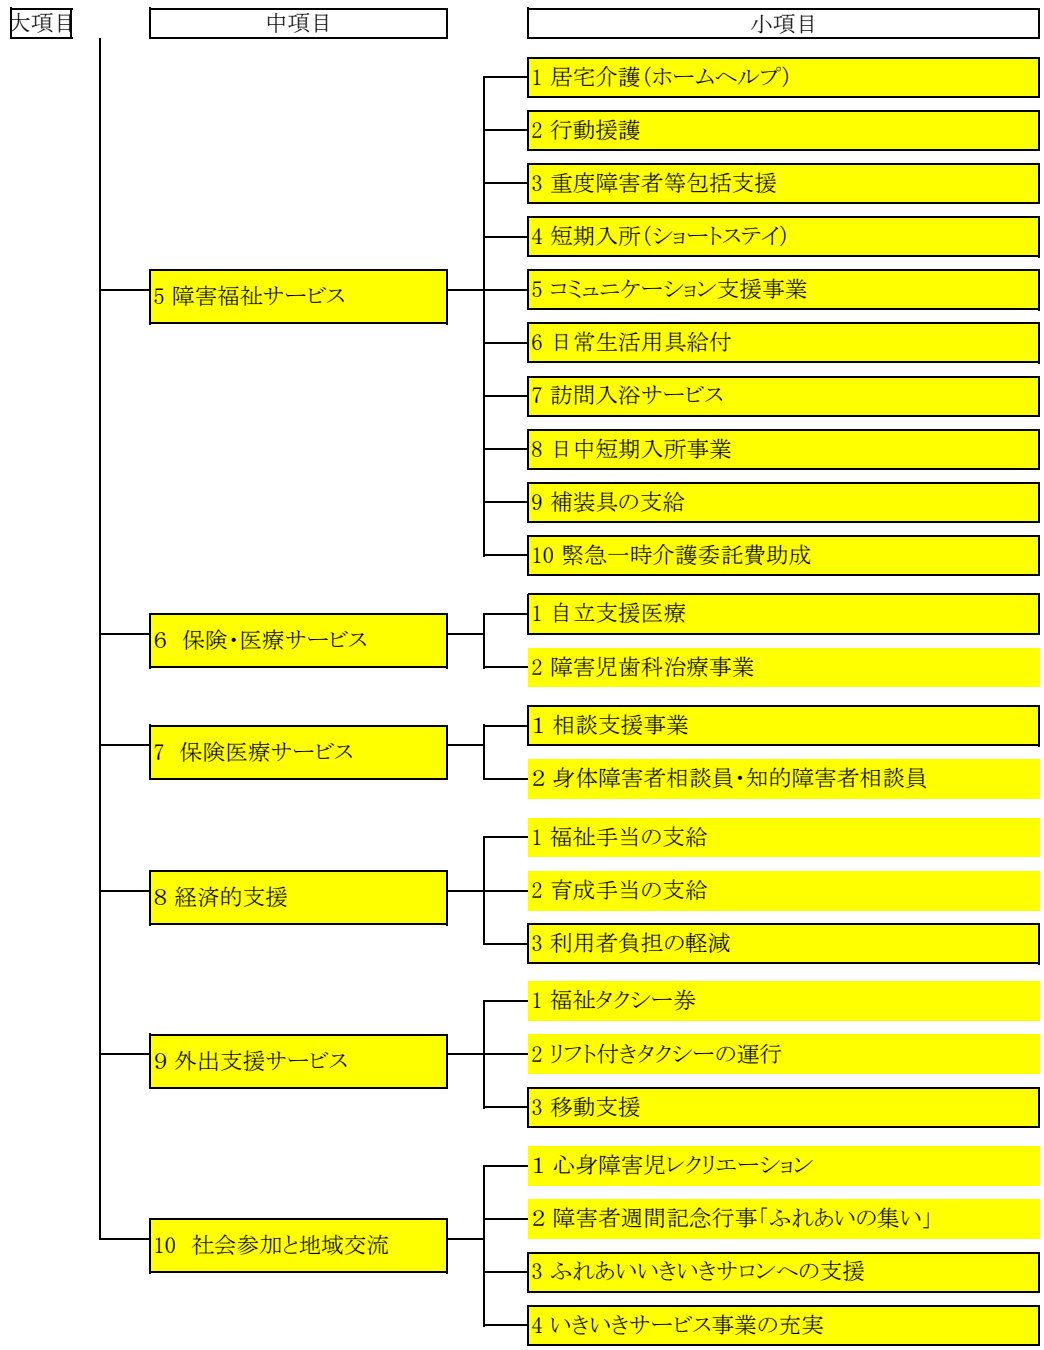 大項目 中項目 小項目
1 居宅介護（ホームヘルプ）
2 行動援護
3 重度障害者等包括支援
4 短期入所（ショートステイ）
5 障害福祉サービス
5 コミュニケーション支援事業
6 日常生活用具給付
7 訪問入浴サービス
8 日中短期入所事業
9 補装具の支給
10 緊急一時介護委託費助成
6 保険・医療サービス
1 自立支援医療
2 障害児歯科治療事業
7 保険医療サービス
1 相談支援事業
2 身体障害者相談員・知的障害者相談員
8 経済的支援
1 福祉手当の支給
2 育成手当の支給
3 利用者負担の軽減
9 外出支援サービス
1 福祉タクシー券
2 リフト付きタクシーの運行
3 移動支援
10 社会参加と地域交流
1 心身障害児レクリエーション
2 障害者週間記念行事「ふれあいの集い」
3 ふれあいいきいきサロンへの支援
4 いきいきサービス事業の充実